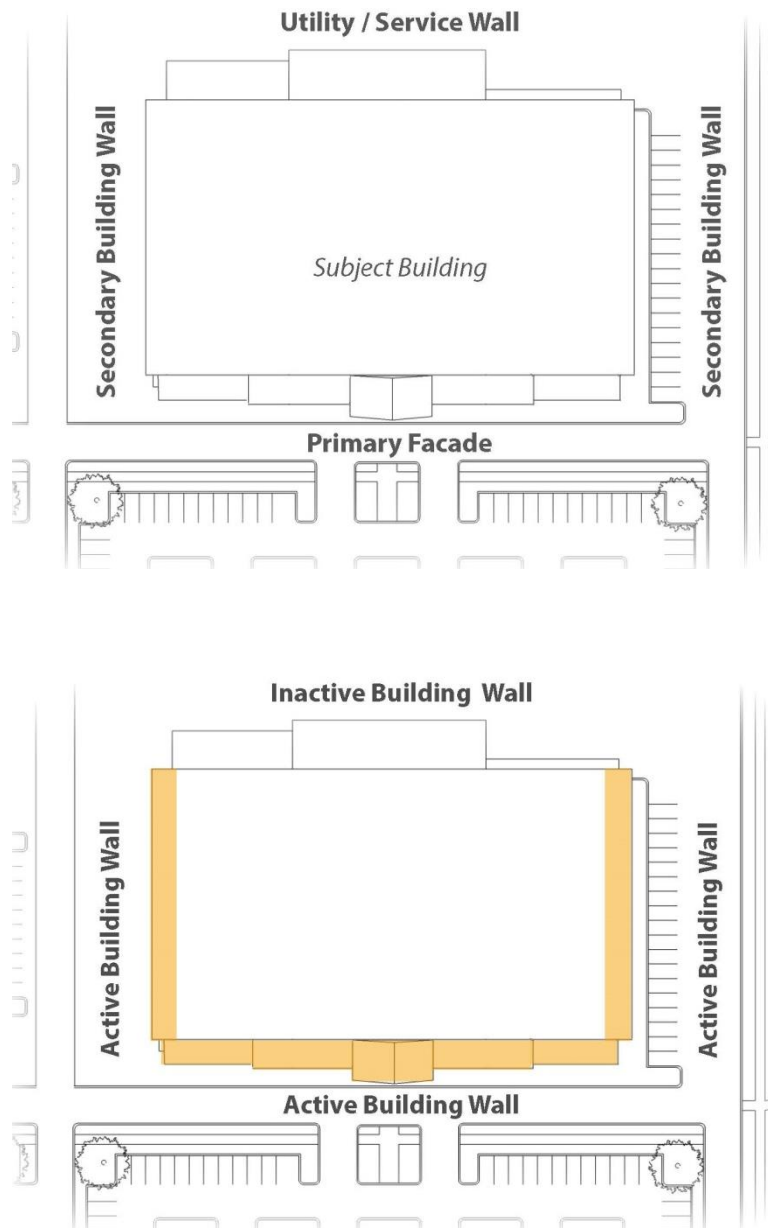 Utility / Service Wall
Secondary Building Wall
Subject Building
Secondary Building Wall
Primary Facade
Inactive Building Wall
Active Building Wall
Active Building Wall
Active Building Wall